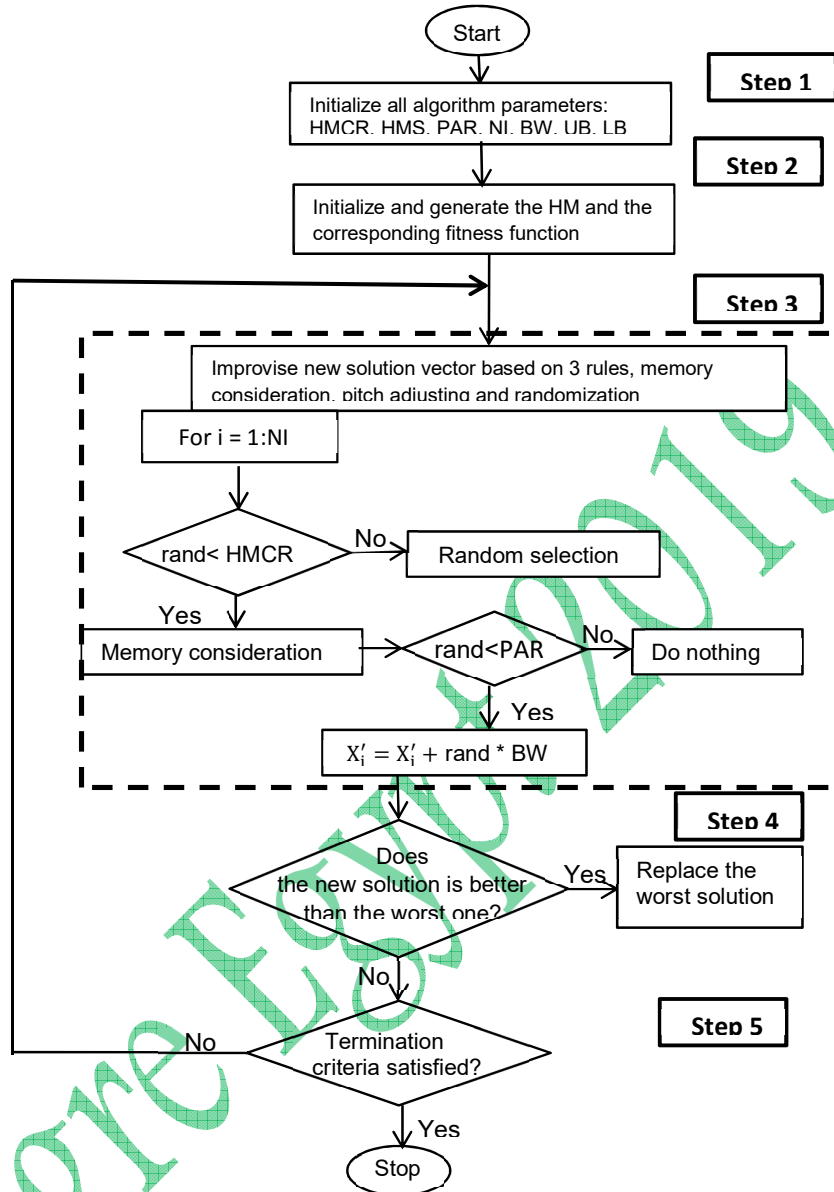 Start
Step 1
Initialize all algorithm parameters:
HMCR, HMS, PAR, NI, BW, UB, LB
Step 2
Initialize and generate the HM and the
corresponding fitness function
Step 3
Improvise new solution vector based on 3 rules, memory
consideration, pitch adjusting and randomization
For i = 1:NI
rand< HMCR
No
Random selection
Yes
Memory consideration
rand<PAR
No
Do nothing
Yes
X′ᵢ = X′ᵢ + rand * BW
Step 4
Does
the new solution is better
than the worst one?
Yes
Replace the
worst solution
No
Step 5
Termination
criteria satisfied?
No
Yes
Stop
ore Egypt 2019